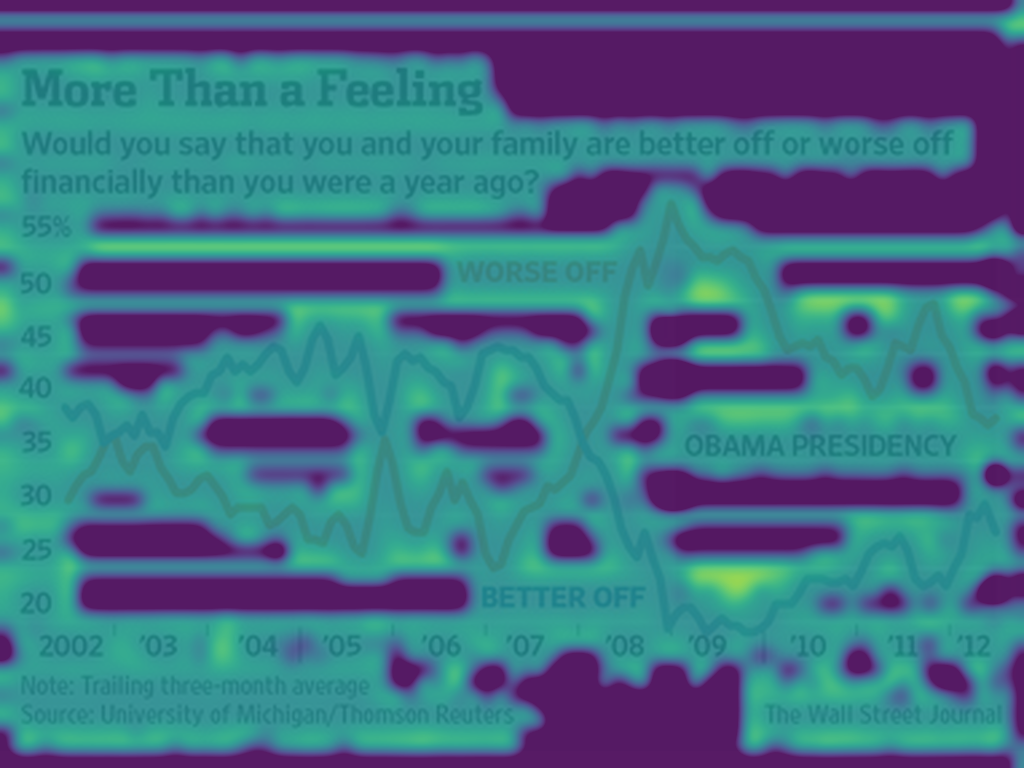 More Than a Feeling
Would you say that you and your family are better off or worse off
financially than you were a year ago?
55%
50
WORSE OFF
45
40
35
OBAMA PRESIDENCY
30
25
20
BETTER OFF
2002 '03 '04 '05 '06 '07 '08 '09 '10 '11 '12
Note: Trailing three-month average
Source: University of Michigan/Thomson Reuters
The Wall Street Journal